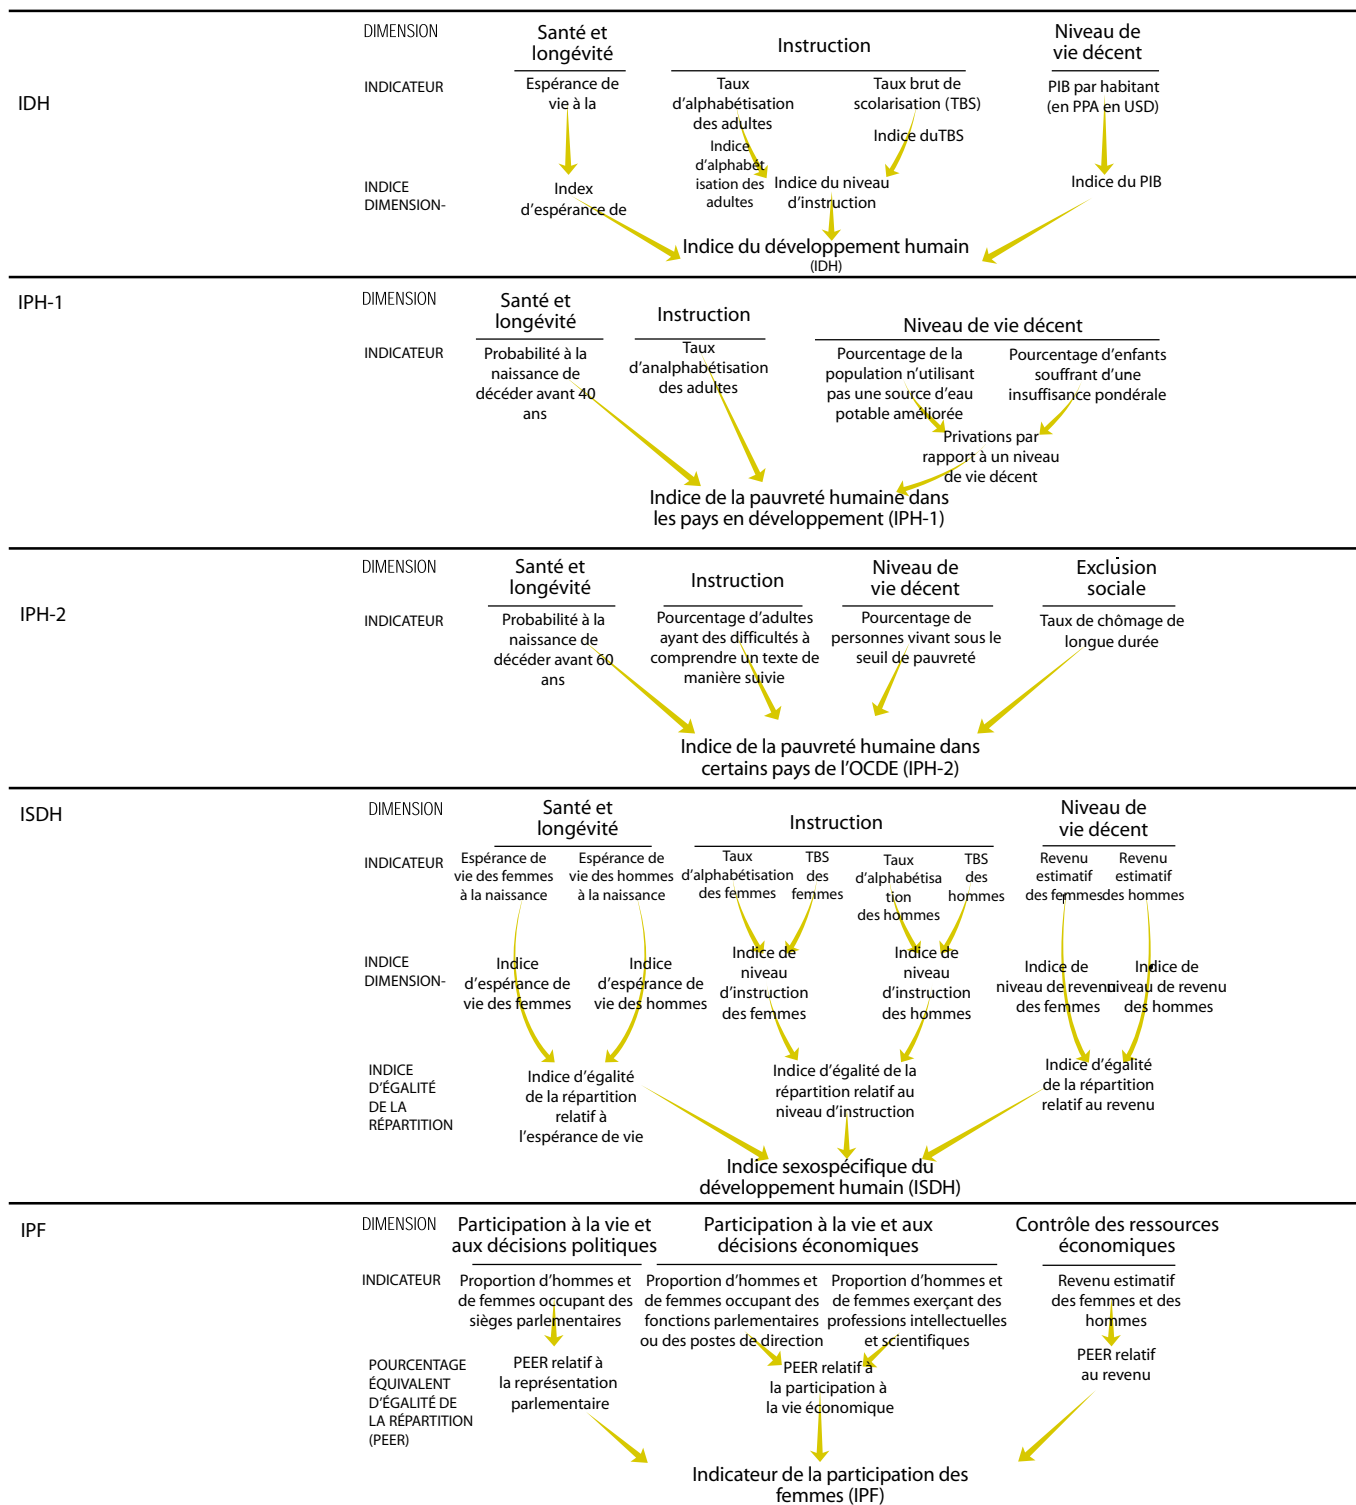 IDH
DIMENSION
Santé et
longévité
Instruction
Niveau de
vie décent
INDICATEUR
Espérance de
vie à la
Taux
d’alphabétisation
des adultes
Taux brut de
scolarisation (TBS)
PIB par habitant
(en PPA en USD)
Indice
d’alphabét
isation des
adultes
Indice duTBS
INDICE
DIMENSION-
Index
d’espérance de
Indice du niveau
d’instruction
Indice du PIB
Indice du développement humain
(IDH)
IPH-1
DIMENSION
Santé et
longévité
Instruction
Niveau de vie décent
INDICATEUR
Probabilité à la
naissance de
décéder avant 40
ans
Taux
d’analphabétisation
des adultes
Pourcentage de la
population n’utilisant
pas une source d’eau
potable améliorée
Pourcentage d’enfants
souffrant d’une
insuffisance pondérale
Privations par
rapport à un niveau
de vie décent
Indice de la pauvreté humaine dans
les pays en développement (IPH-1)
IPH-2
DIMENSION
Santé et
longévité
Instruction
Niveau de
vie décent
Exclusion
sociale
INDICATEUR
Probabilité à la
naissance de
décéder avant 60
ans
Pourcentage d’adultes
ayant des difficultés à
comprendre un texte de
manière suivie
Pourcentage de
personnes vivant sous le
seuil de pauvreté
Taux de chômage de
longue durée
Indice de la pauvreté humaine dans
certains pays de l’OCDE (IPH-2)
ISDH
DIMENSION
Santé et
longévité
Instruction
Niveau de
vie décent
INDICATEUR
Espérance de
vie des femmes
à la naissance
Espérance de
vie des hommes
à la naissance
Taux
d’alphabétisation
des femmes
TBS
des
femmes
Taux
d’alphabétisa
tion
des hommes
TBS
des
hommes
Revenu
estimatif
des femmes
Revenu
estimatif
des hommes
INDICE
DIMENSION-
Indice
d’espérance de
vie des femmes
Indice
d’espérance de
vie des hommes
Indice de
niveau
d’instruction
des femmes
Indice de
niveau
d’instruction
des hommes
Indice de
niveau de revenu
des femmes
Indice de
niveau de revenu
des hommes
INDICE
D’ÉGALITÉ
DE LA
RÉPARTITION
Indice d’égalité
de la répartition
relatif à
l’espérance de vie
Indice d’égalité de la
répartition relatif au
niveau d’instruction
Indice d’égalité
de la répartition
relatif au revenu
Indice sexospécifique du
développement humain (ISDH)
IPF
DIMENSION
Participation à la vie et
aux décisions politiques
Participation à la vie et aux
décisions économiques
Contrôle des ressources
économiques
INDICATEUR
Proportion d’hommes et
de femmes occupant des
sièges parlementaires
Proportion d’hommes et
de femmes occupant des
fonctions parlementaires
ou des postes de direction
Proportion d’hommes et
de femmes exerçant des
professions intellectuelles
et scientifiques
Revenu estimatif
des femmes et des
hommes
POURCENTAGE
ÉQUIVALENT
D’ÉGALITÉ DE
LA RÉPARTITION
(PEER)
PEER relatif à
la représentation
parlementaire
PEER relatif à
la participation à
la vie économique
PEER relatif
au revenu
Indicateur de la participation des
femmes (IPF)